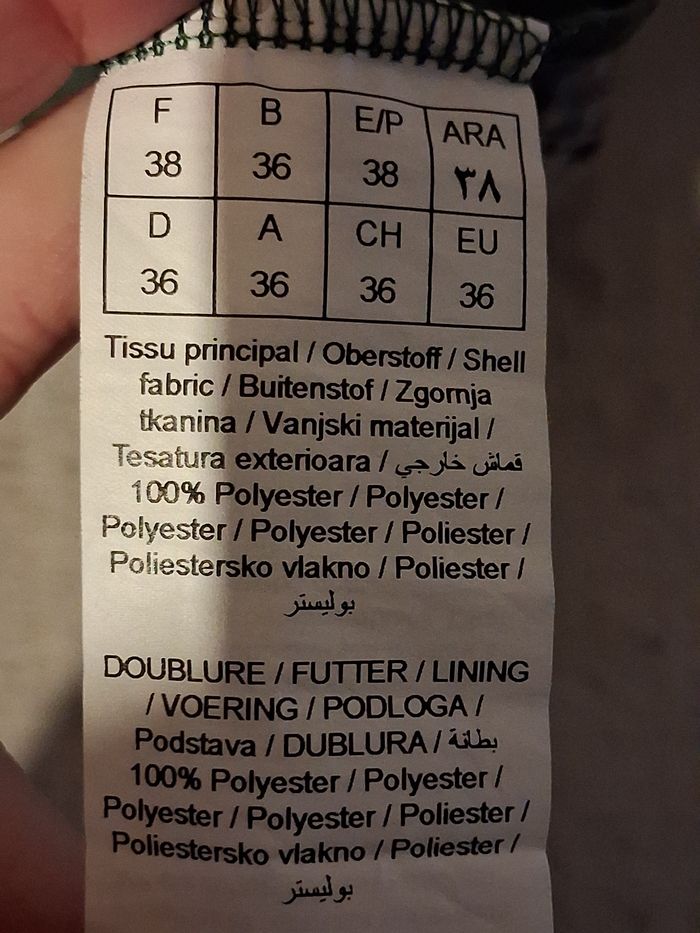 F B E/P ARA
38 36 38 ٣٨
D A CH EU
36 36 36 36
Tissu principal / Oberstoff / Shell
fabric / Buitenstof / Zgornja
tkanina / Vanjski materijal /
Tesatura exterioara / قماش خارجي
100% Polyester / Polyester /
Polyester / Polyester / Poliester /
Poliestersko vlakno / Poliester /
بوليستر
DOUBLURE / FUTTER / LINING
/ VOERING / PODLOGA /
Podstava / DUBLURA / بطانة
100% Polyester / Polyester /
Polyester / Polyester / Poliester /
Poliestersko vlakno / Poliester /
بوليستر